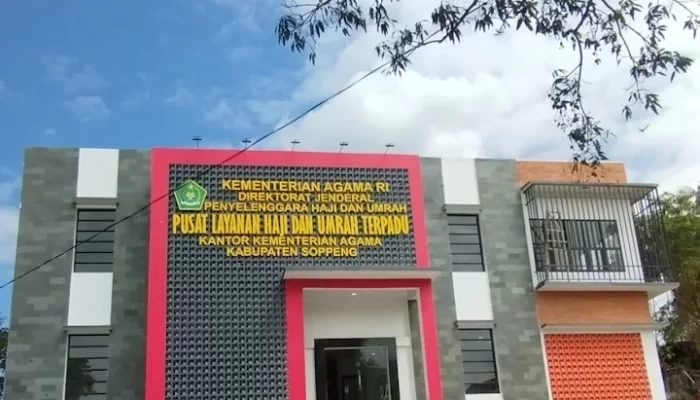 KEMENTERIAN AGAMA RI
DIREKTORAT JENDERAL
PENYELENGGARA HAJI DAN UMRAH
PUSAT LAYANAN HAJI DAN UMRAH TERPADU
KANTOR KEMENTERIAN AGAMA
KABUPATEN SOPPENG